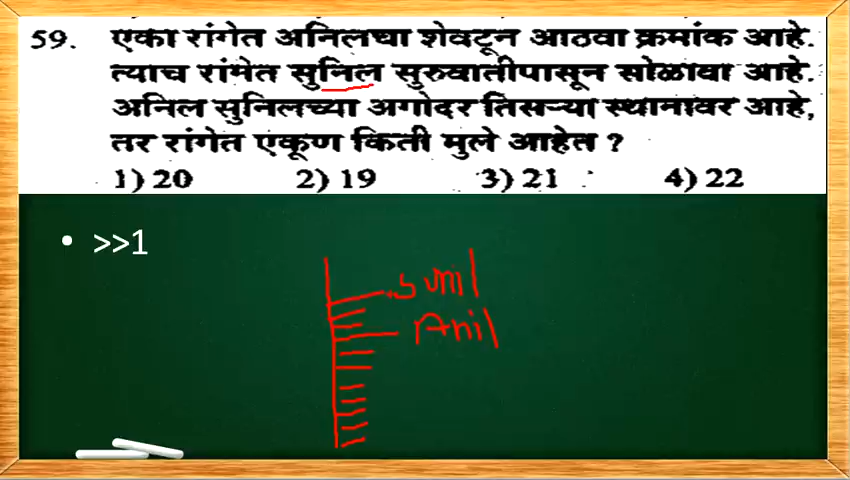 59. एका रांगेत अनिलचा शेवटून आठवा क्रमांक आहे.
त्याच रांगेत सुनिल सुरुवातीपासून सोळावा आहे.
अनिल सुनिलच्या अगोदर तिसऱ्या स्थानावर आहे,
तर रांगेत एकूण किती मुले आहेत ?
1) 20 2) 19 3) 21 4) 22
• >>1
Sunil
Anil